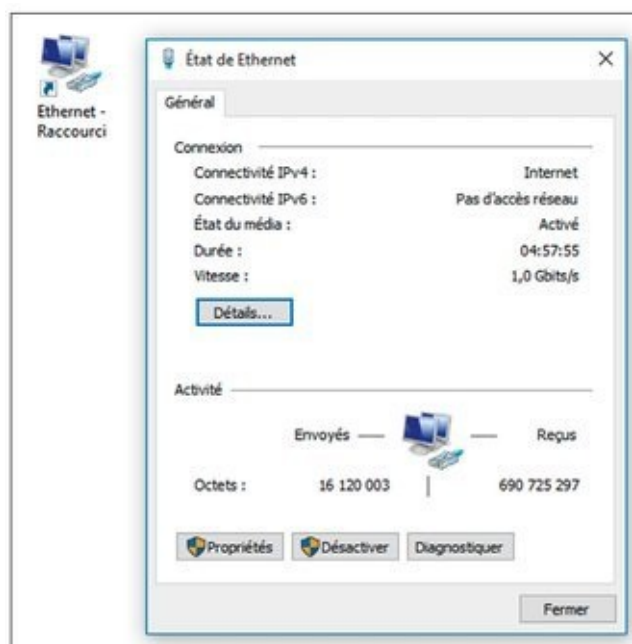 Ethernet -
Raccourci
État de Ethernet
Général
Connexion
Connectivité IPv4 : Internet
Connectivité IPv6 : Pas d'accès réseau
État du média : Activé
Durée : 04:57:55
Vitesse : 1,0 Gbits/s
Détails...
Activité
Envoyés — — Reçus
Octets : 16 120 003 | 690 725 297
Propriétés Désactiver Diagnostiquer
Fermer